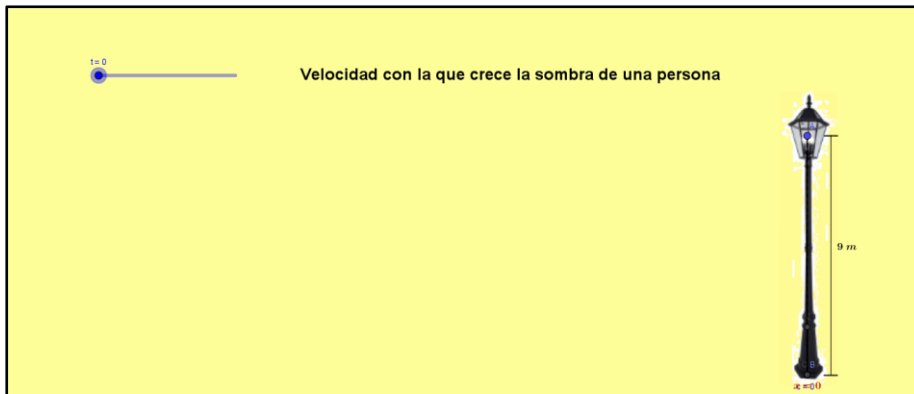 t = 0
Velocidad con la que crece la sombra de una persona
9 m
B
x = 0